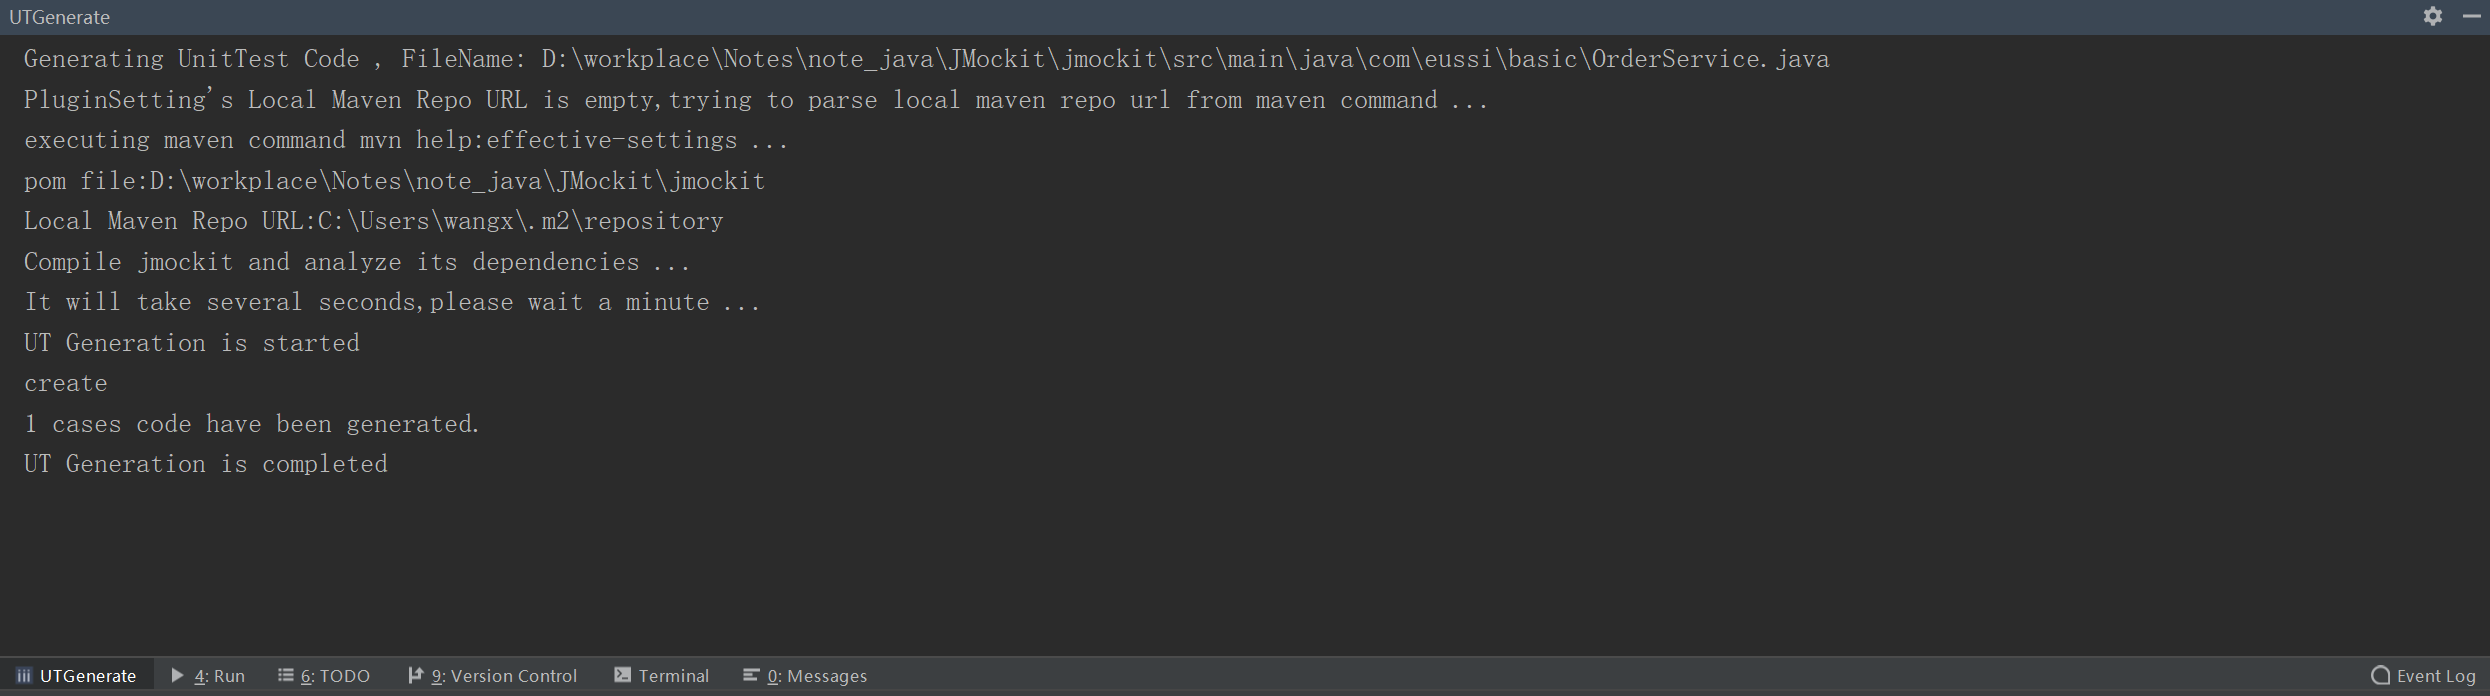 UTGenerate
Generating UnitTest Code , FileName: D:\workplace\Notes\note_java\JMockit\jmockit\src\main\java\com\eussi\basic\OrderService.java
PluginSetting's Local Maven Repo URL is empty,trying to parse local maven repo url from maven command ...
executing maven command mvn help:effective-settings ...
pom file:D:\workplace\Notes\note_java\JMockit\jmockit
Local Maven Repo URL:C:\Users\wangx\.m2\repository
Compile jmockit and analyze its dependencies ...
It will take several seconds,please wait a minute ...
UT Generation is started
create
1 cases code have been generated.
UT Generation is completed
UTGenerate 4: Run 6: TODO 9: Version Control Terminal 0: Messages Event Log